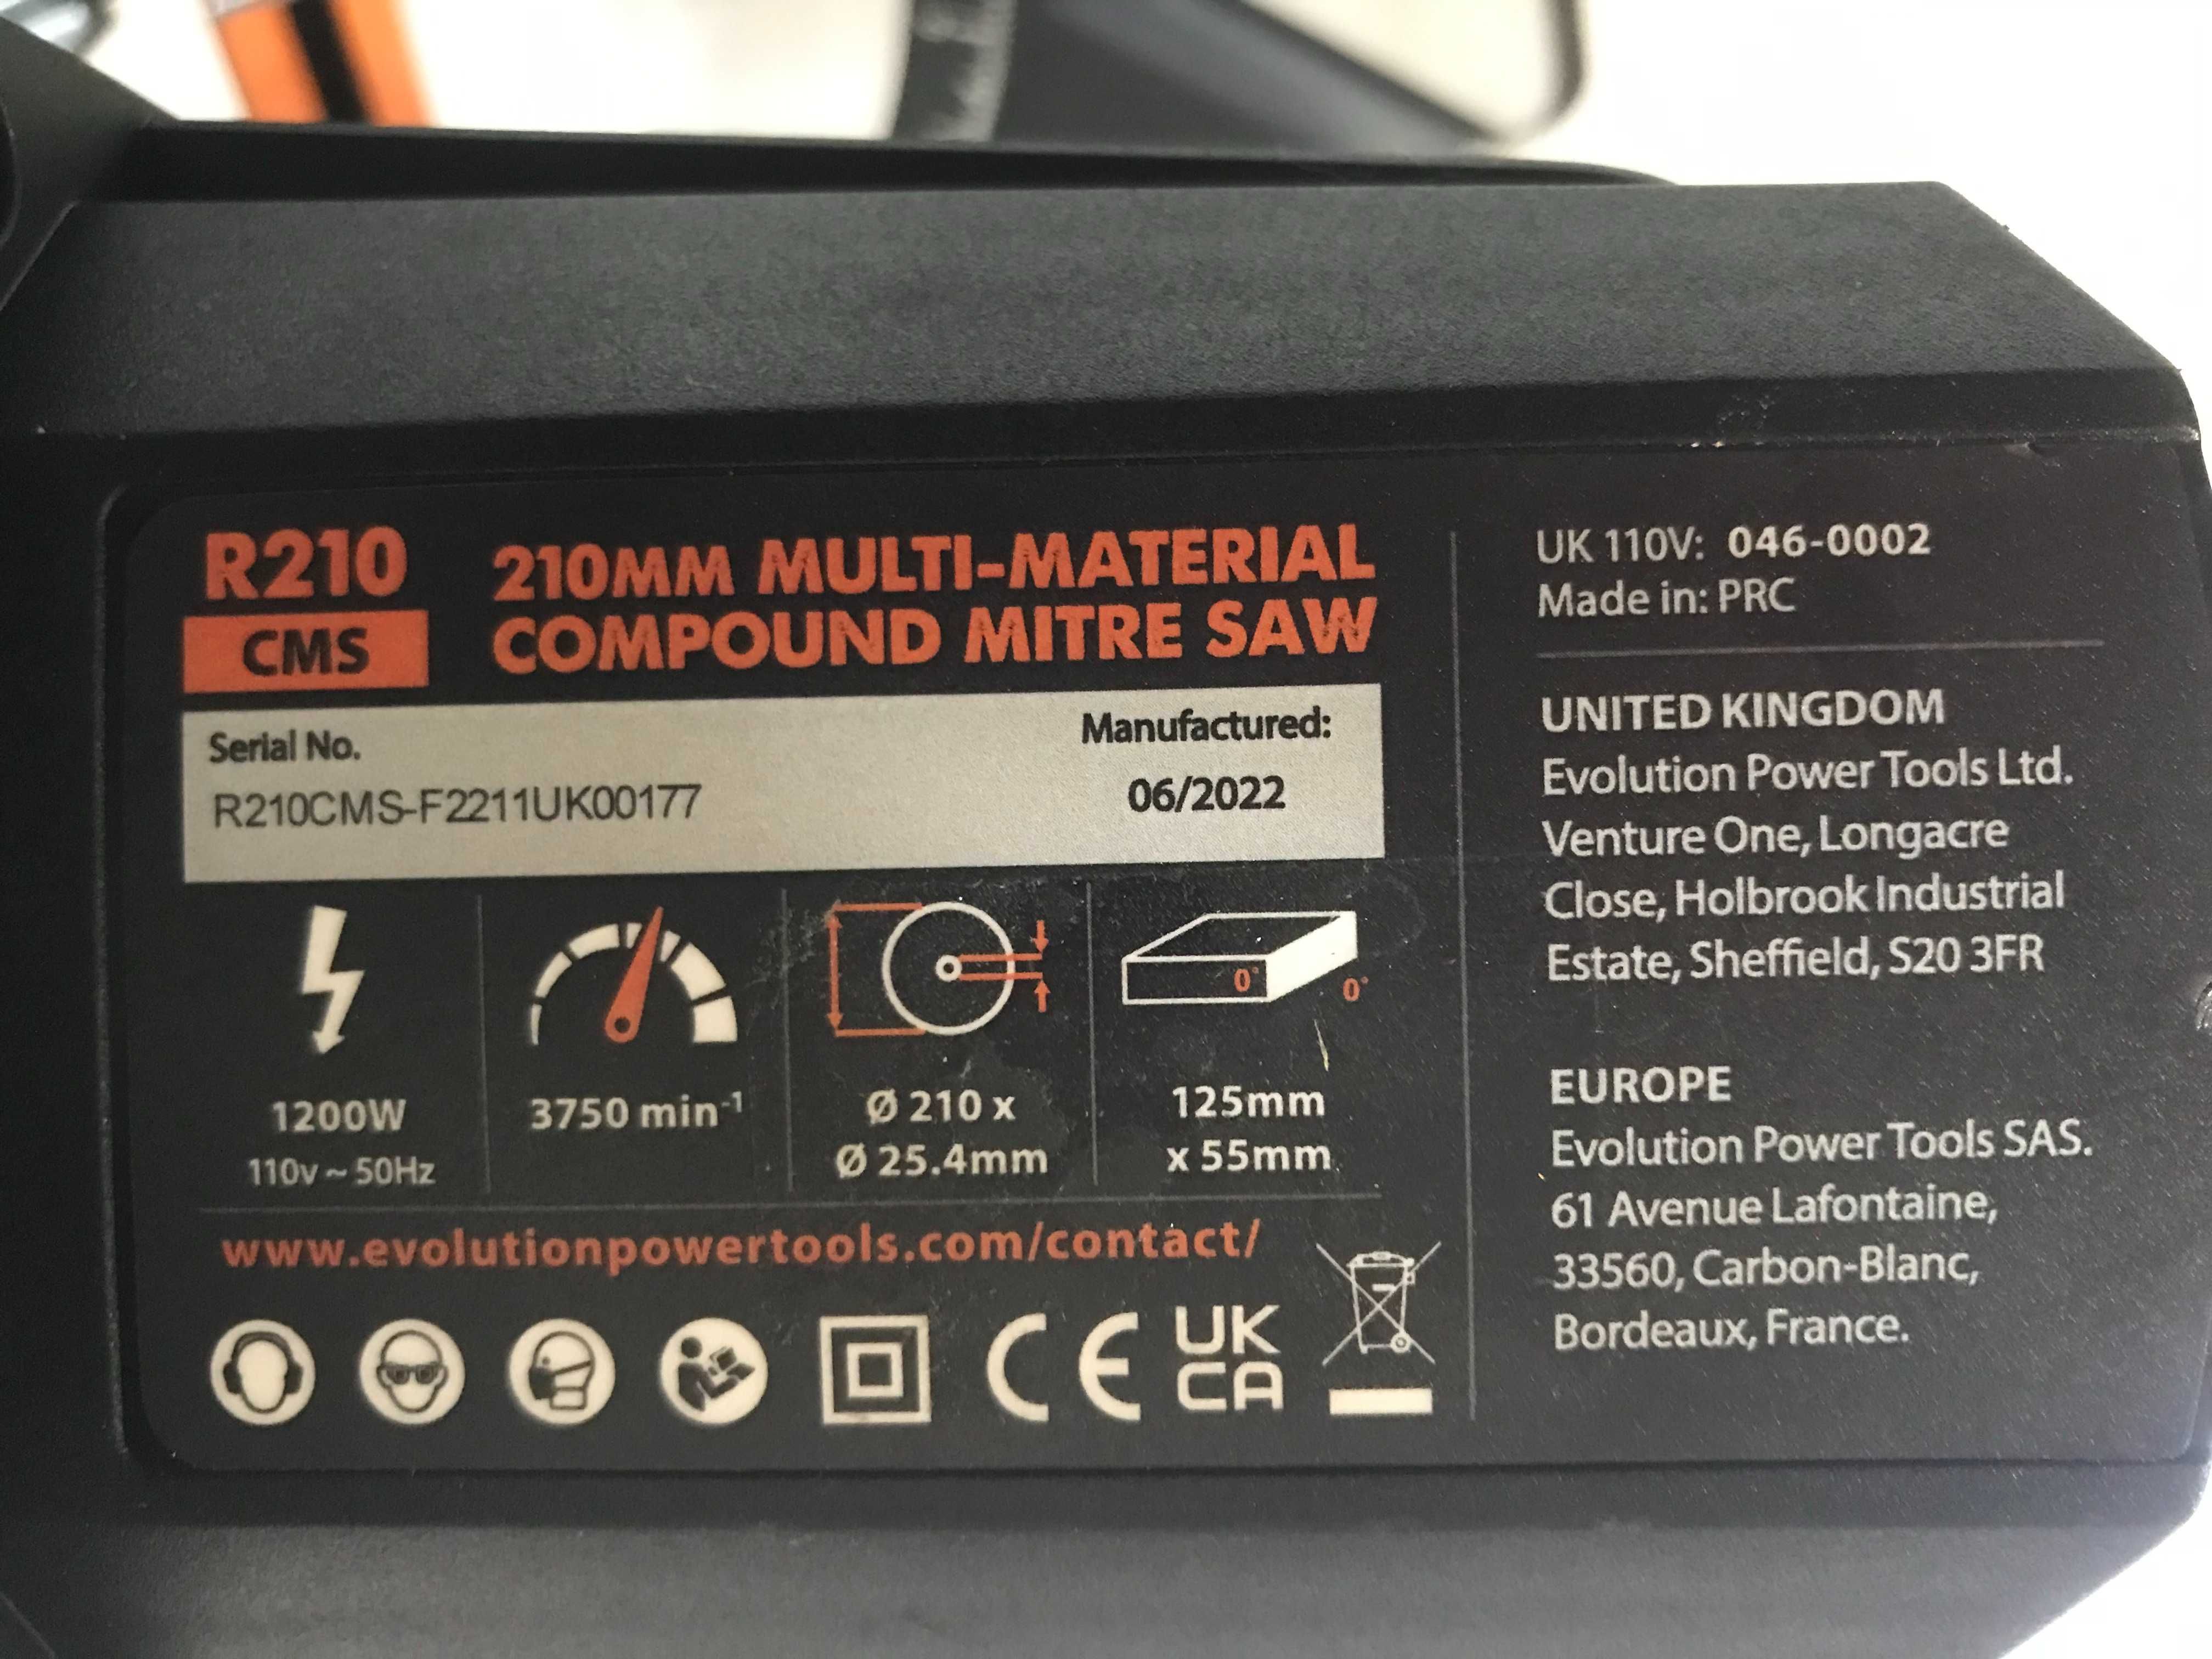 R210
CMS
210MM MULTI-MATERIAL
COMPOUND MITRE SAW
Serial No.
R210CMS-F2211UK00177
Manufactured:
06/2022
0°
0°
1200W
110v ~ 50Hz
3750 min⁻¹
Ø 210 x
Ø 25.4mm
125mm
x 55mm
www.evolutionpowertools.com/contact/
CE
UK
CA
UK 110V: 046-0002
Made in: PRC
UNITED KINGDOM
Evolution Power Tools Ltd.
Venture One, Longacre
Close, Holbrook Industrial
Estate, Sheffield, S20 3FR
EUROPE
Evolution Power Tools SAS.
61 Avenue Lafontaine,
33560, Carbon-Blanc,
Bordeaux, France.